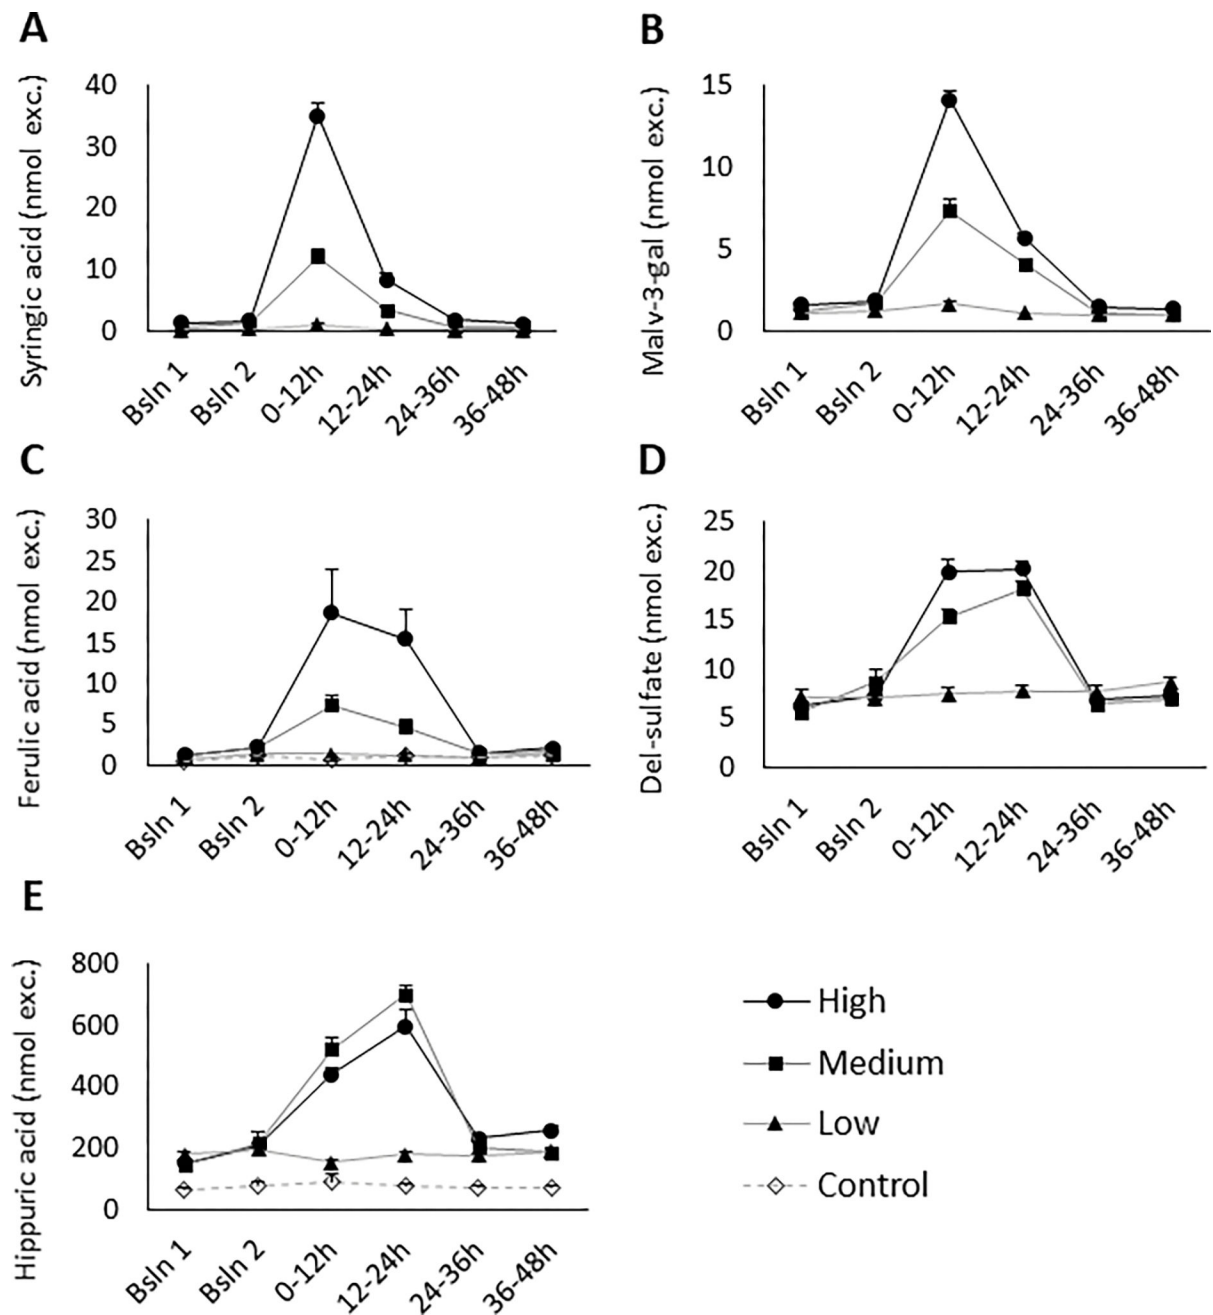 A
Syringic acid (nmol exc.)
40
30
20
10
0
Bsln 1
Bsln 2
0-12h
12-24h
24-36h
36-48h
B
Malv-3-gal (nmol exc.)
15
10
5
0
Bsln 1
Bsln 2
0-12h
12-24h
24-36h
36-48h
C
Ferulic acid (nmol exc.)
30
25
20
15
10
5
0
Bsln 1
Bsln 2
0-12h
12-24h
24-36h
36-48h
D
Del-sulfate (nmol exc.)
25
20
15
10
5
0
Bsln 1
Bsln 2
0-12h
12-24h
24-36h
36-48h
E
Hippuric acid (nmol exc.)
800
600
400
200
0
Bsln 1
Bsln 2
0-12h
12-24h
24-36h
36-48h
High
Medium
Low
Control